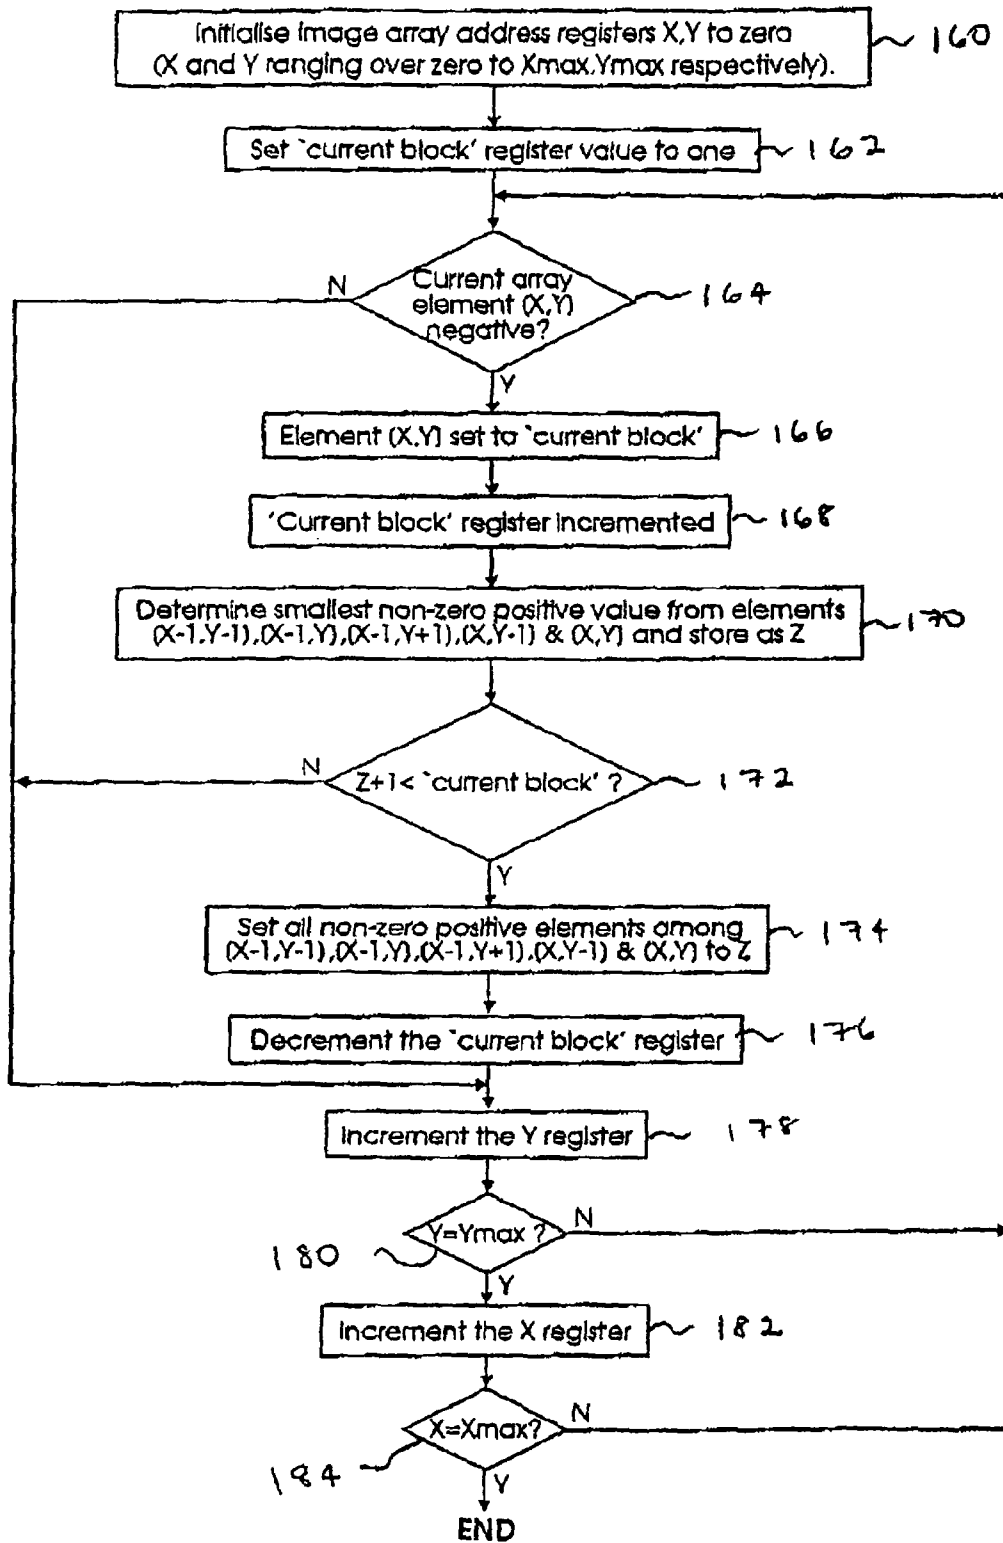 Initialise image array address registers X,Y to zero
(X and Y ranging over zero to Xmax,Ymax respectively).
160
Set `current block' register value to one
162
Current array
element (X,Y)
negative?
N
164
Y
Element (X,Y) set to `current block'
166
'Current block' register incremented
168
Determine smallest non-zero positive value from elements
(X-1,Y-1),(X-1,Y),(X-1,Y+1),(X,Y-1) & (X,Y) and store as Z
170
N
Z+1< `current block' ?
172
Y
Set all non-zero positive elements among
(X-1,Y-1),(X-1,Y),(X-1,Y+1),(X,Y-1) & (X,Y) to Z
174
Decrement the `current block' register
176
Increment the Y register
178
Y=Ymax ?
N
180
Y
Increment the X register
182
X=Xmax?
N
184
Y
END